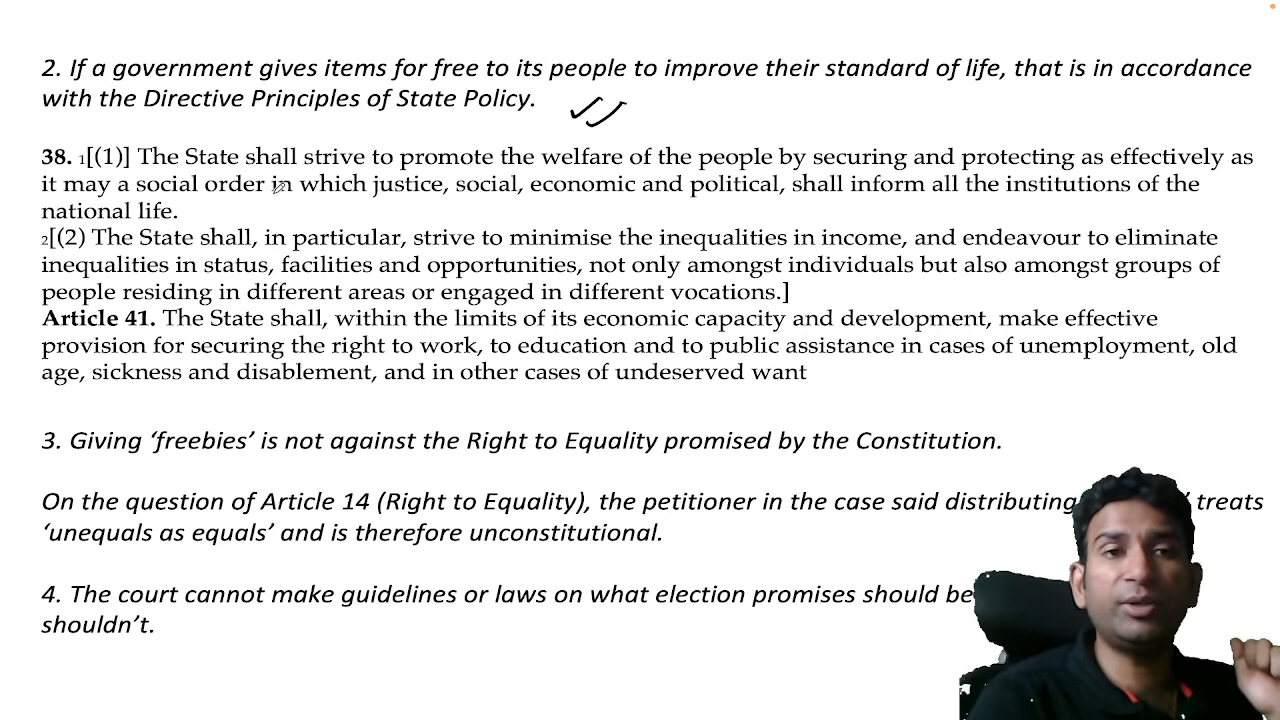 2. If a government gives items for free to its people to improve their standard of life, that is in accordance
with the Directive Principles of State Policy.
38. 1[(1)] The State shall strive to promote the welfare of the people by securing and protecting as effectively as
it may a social order in which justice, social, economic and political, shall inform all the institutions of the
national life.
2[(2) The State shall, in particular, strive to minimise the inequalities in income, and endeavour to eliminate
inequalities in status, facilities and opportunities, not only amongst individuals but also amongst groups of
people residing in different areas or engaged in different vocations.]
Article 41. The State shall, within the limits of its economic capacity and development, make effective
provision for securing the right to work, to education and to public assistance in cases of unemployment, old
age, sickness and disablement, and in other cases of undeserved want
3. Giving ‘freebies’ is not against the Right to Equality promised by the Constitution.
On the question of Article 14 (Right to Equality), the petitioner in the case said distributing treats
‘unequals as equals’ and is therefore unconstitutional.
4. The court cannot make guidelines or laws on what election promises should be
shouldn’t.